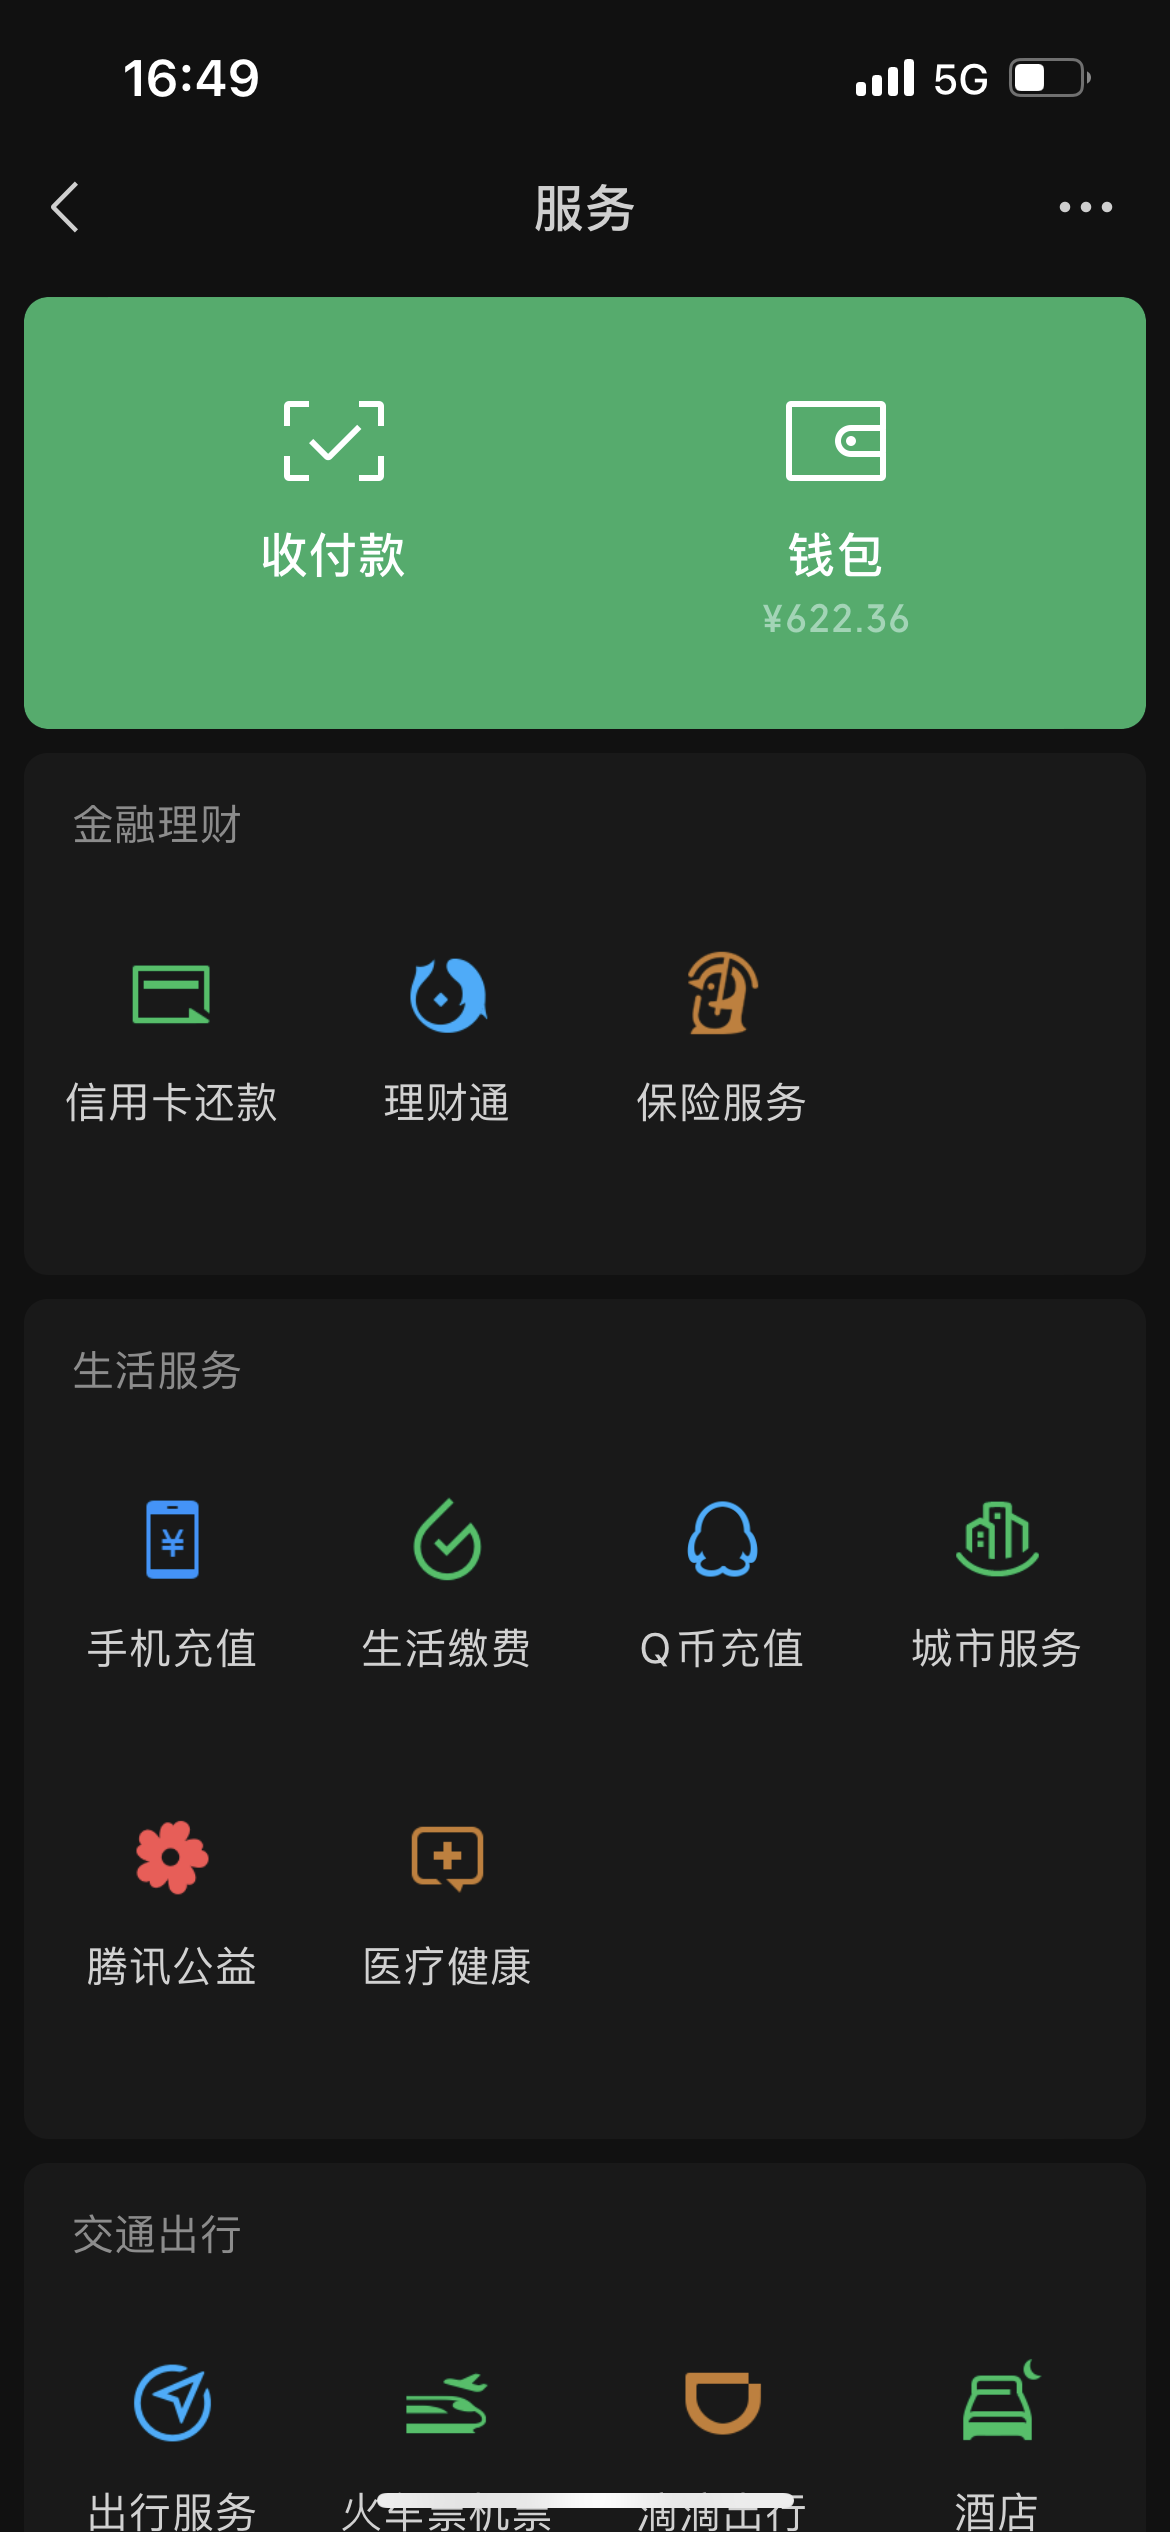 16:49 5G
服务
收付款 钱包
¥622.36
金融理财
信用卡还款 理财通 保险服务
生活服务
¥
手机充值 生活缴费 Q币充值 城市服务
腾讯公益 医疗健康
交通出行
出行服务 火车票机票 滴滴出行 酒店